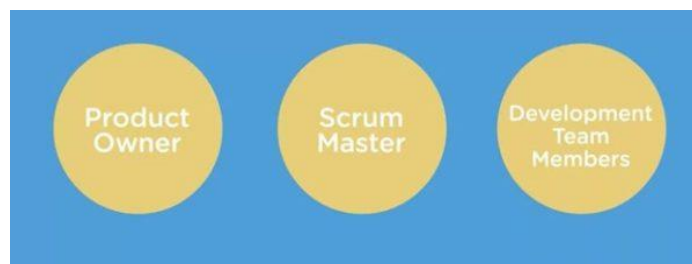 Product
Owner
Scrum
Master
Development
Team
Members